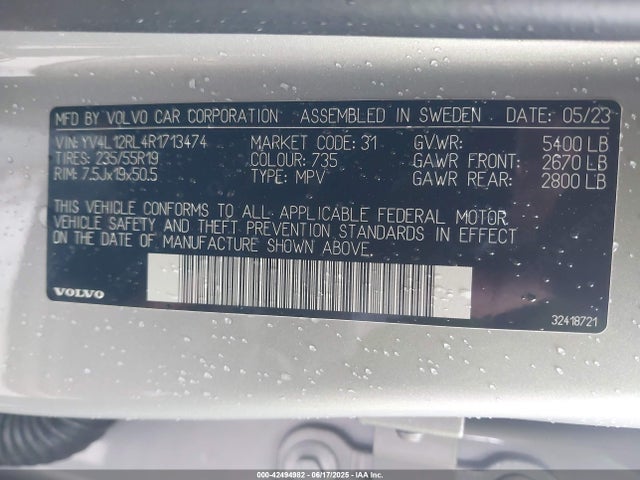 MFD BY VOLVO CAR CORPORATION ASSEMBLED IN SWEDEN DATE: 05/23
VIN: YV4L12RL4R1713474 MARKET CODE: 31 GVWR: 5400 LB
TIRES: 235/55R19 COLOUR: 735 GAWR FRONT: 2670 LB
RIM: 7.5Jx19x50.5 TYPE: MPV GAWR REAR: 2800 LB
THIS VEHICLE CONFORMS TO ALL APPLICABLE FEDERAL MOTOR
VEHICLE SAFETY AND THEFT PREVENTION STANDARDS IN EFFECT
ON THE DATE OF MANUFACTURE SHOWN ABOVE.
VOLVO
32418721
000-42494982 - 06/17/2025 - IAAI.COM